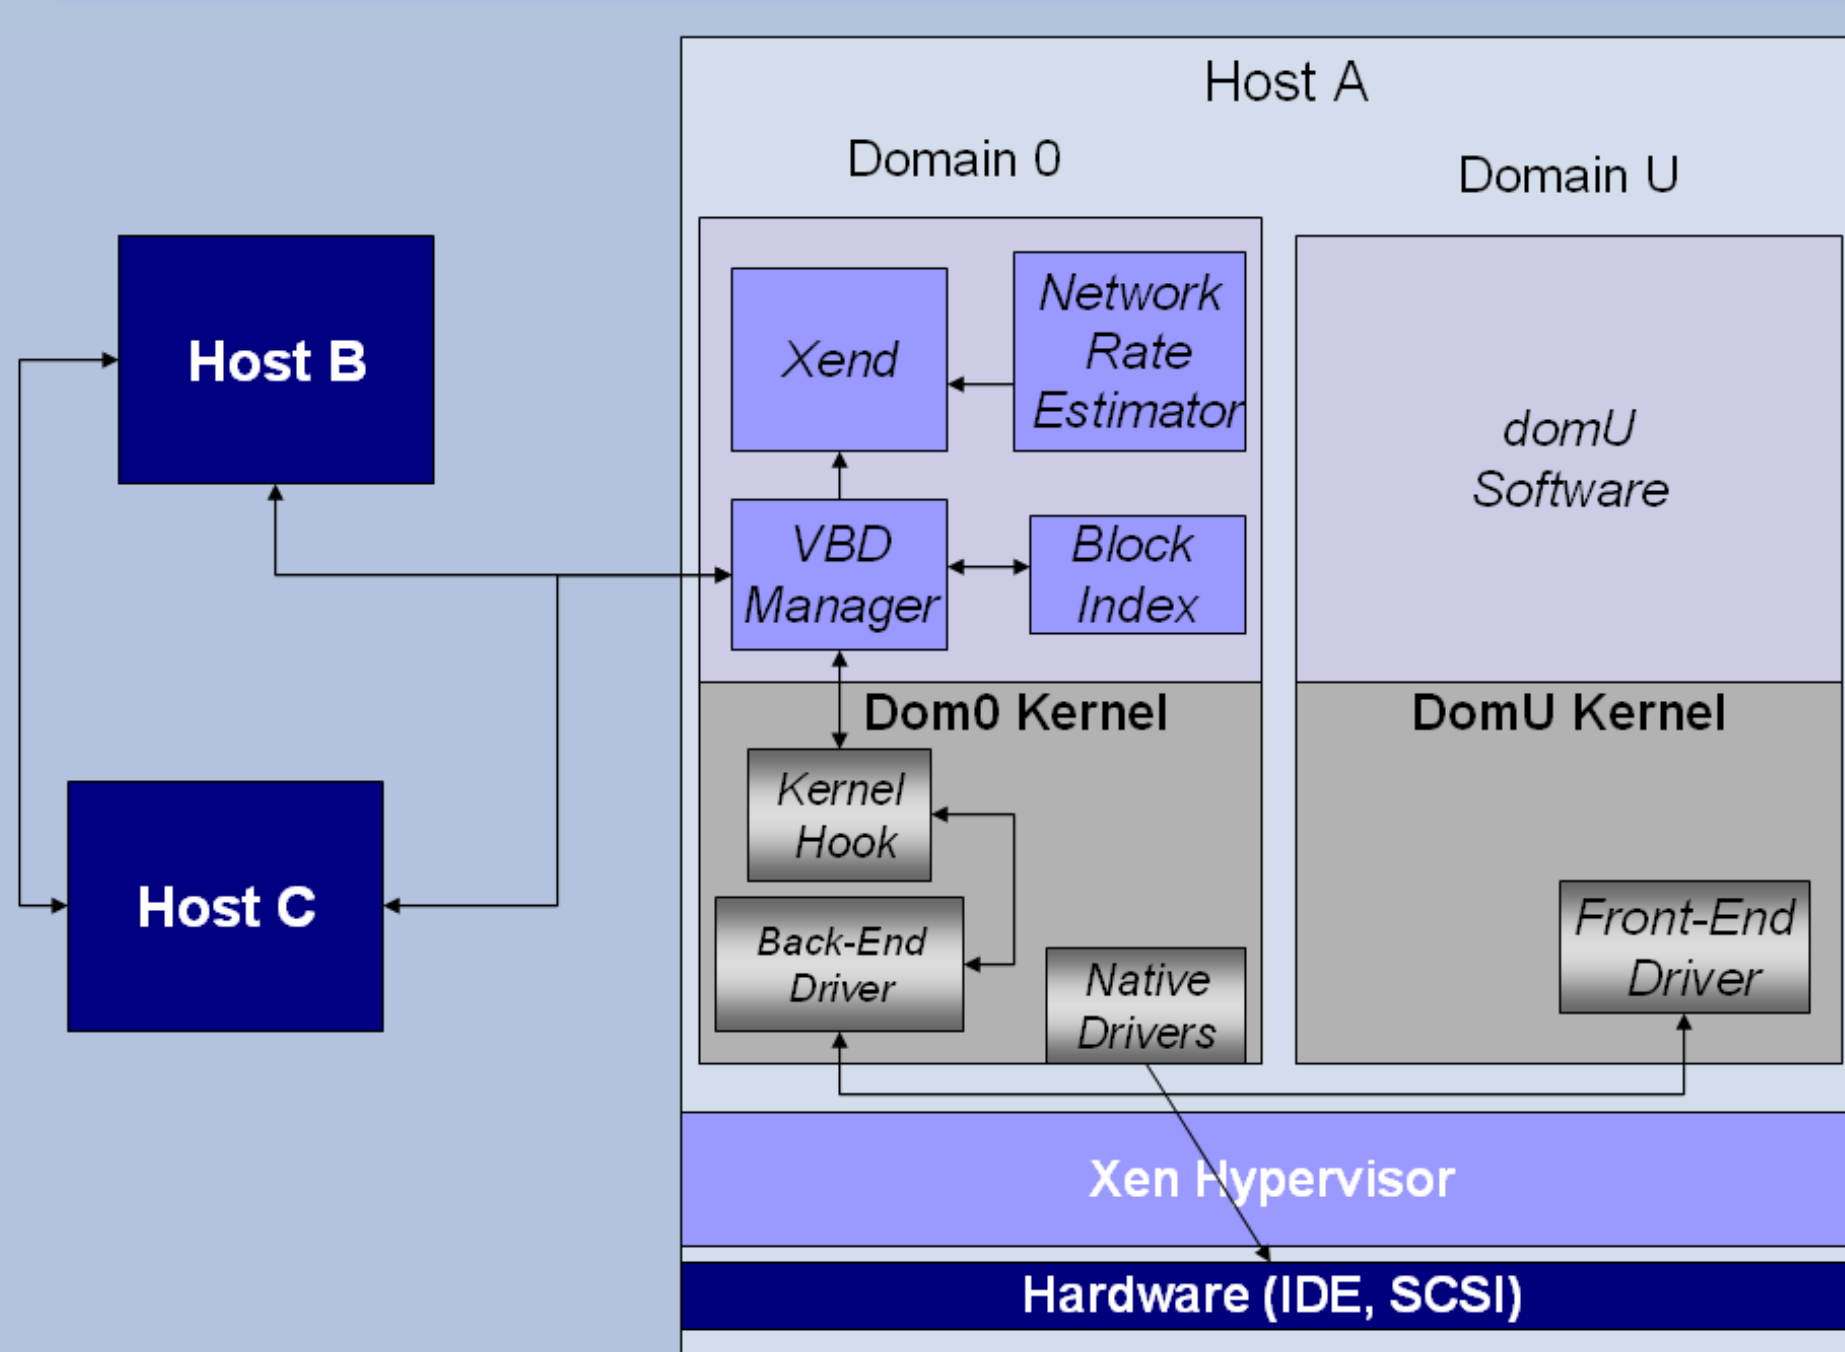 Host A
Domain 0
Domain U
Host B
Xend
Network
Rate
Estimator
domU
Software
VBD
Manager
Block
Index
Dom0 Kernel
DomU Kernel
Kernel
Hook
Host C
Back-End
Driver
Native
Drivers
Front-End
Driver
Xen Hypervisor
Hardware (IDE, SCSI)